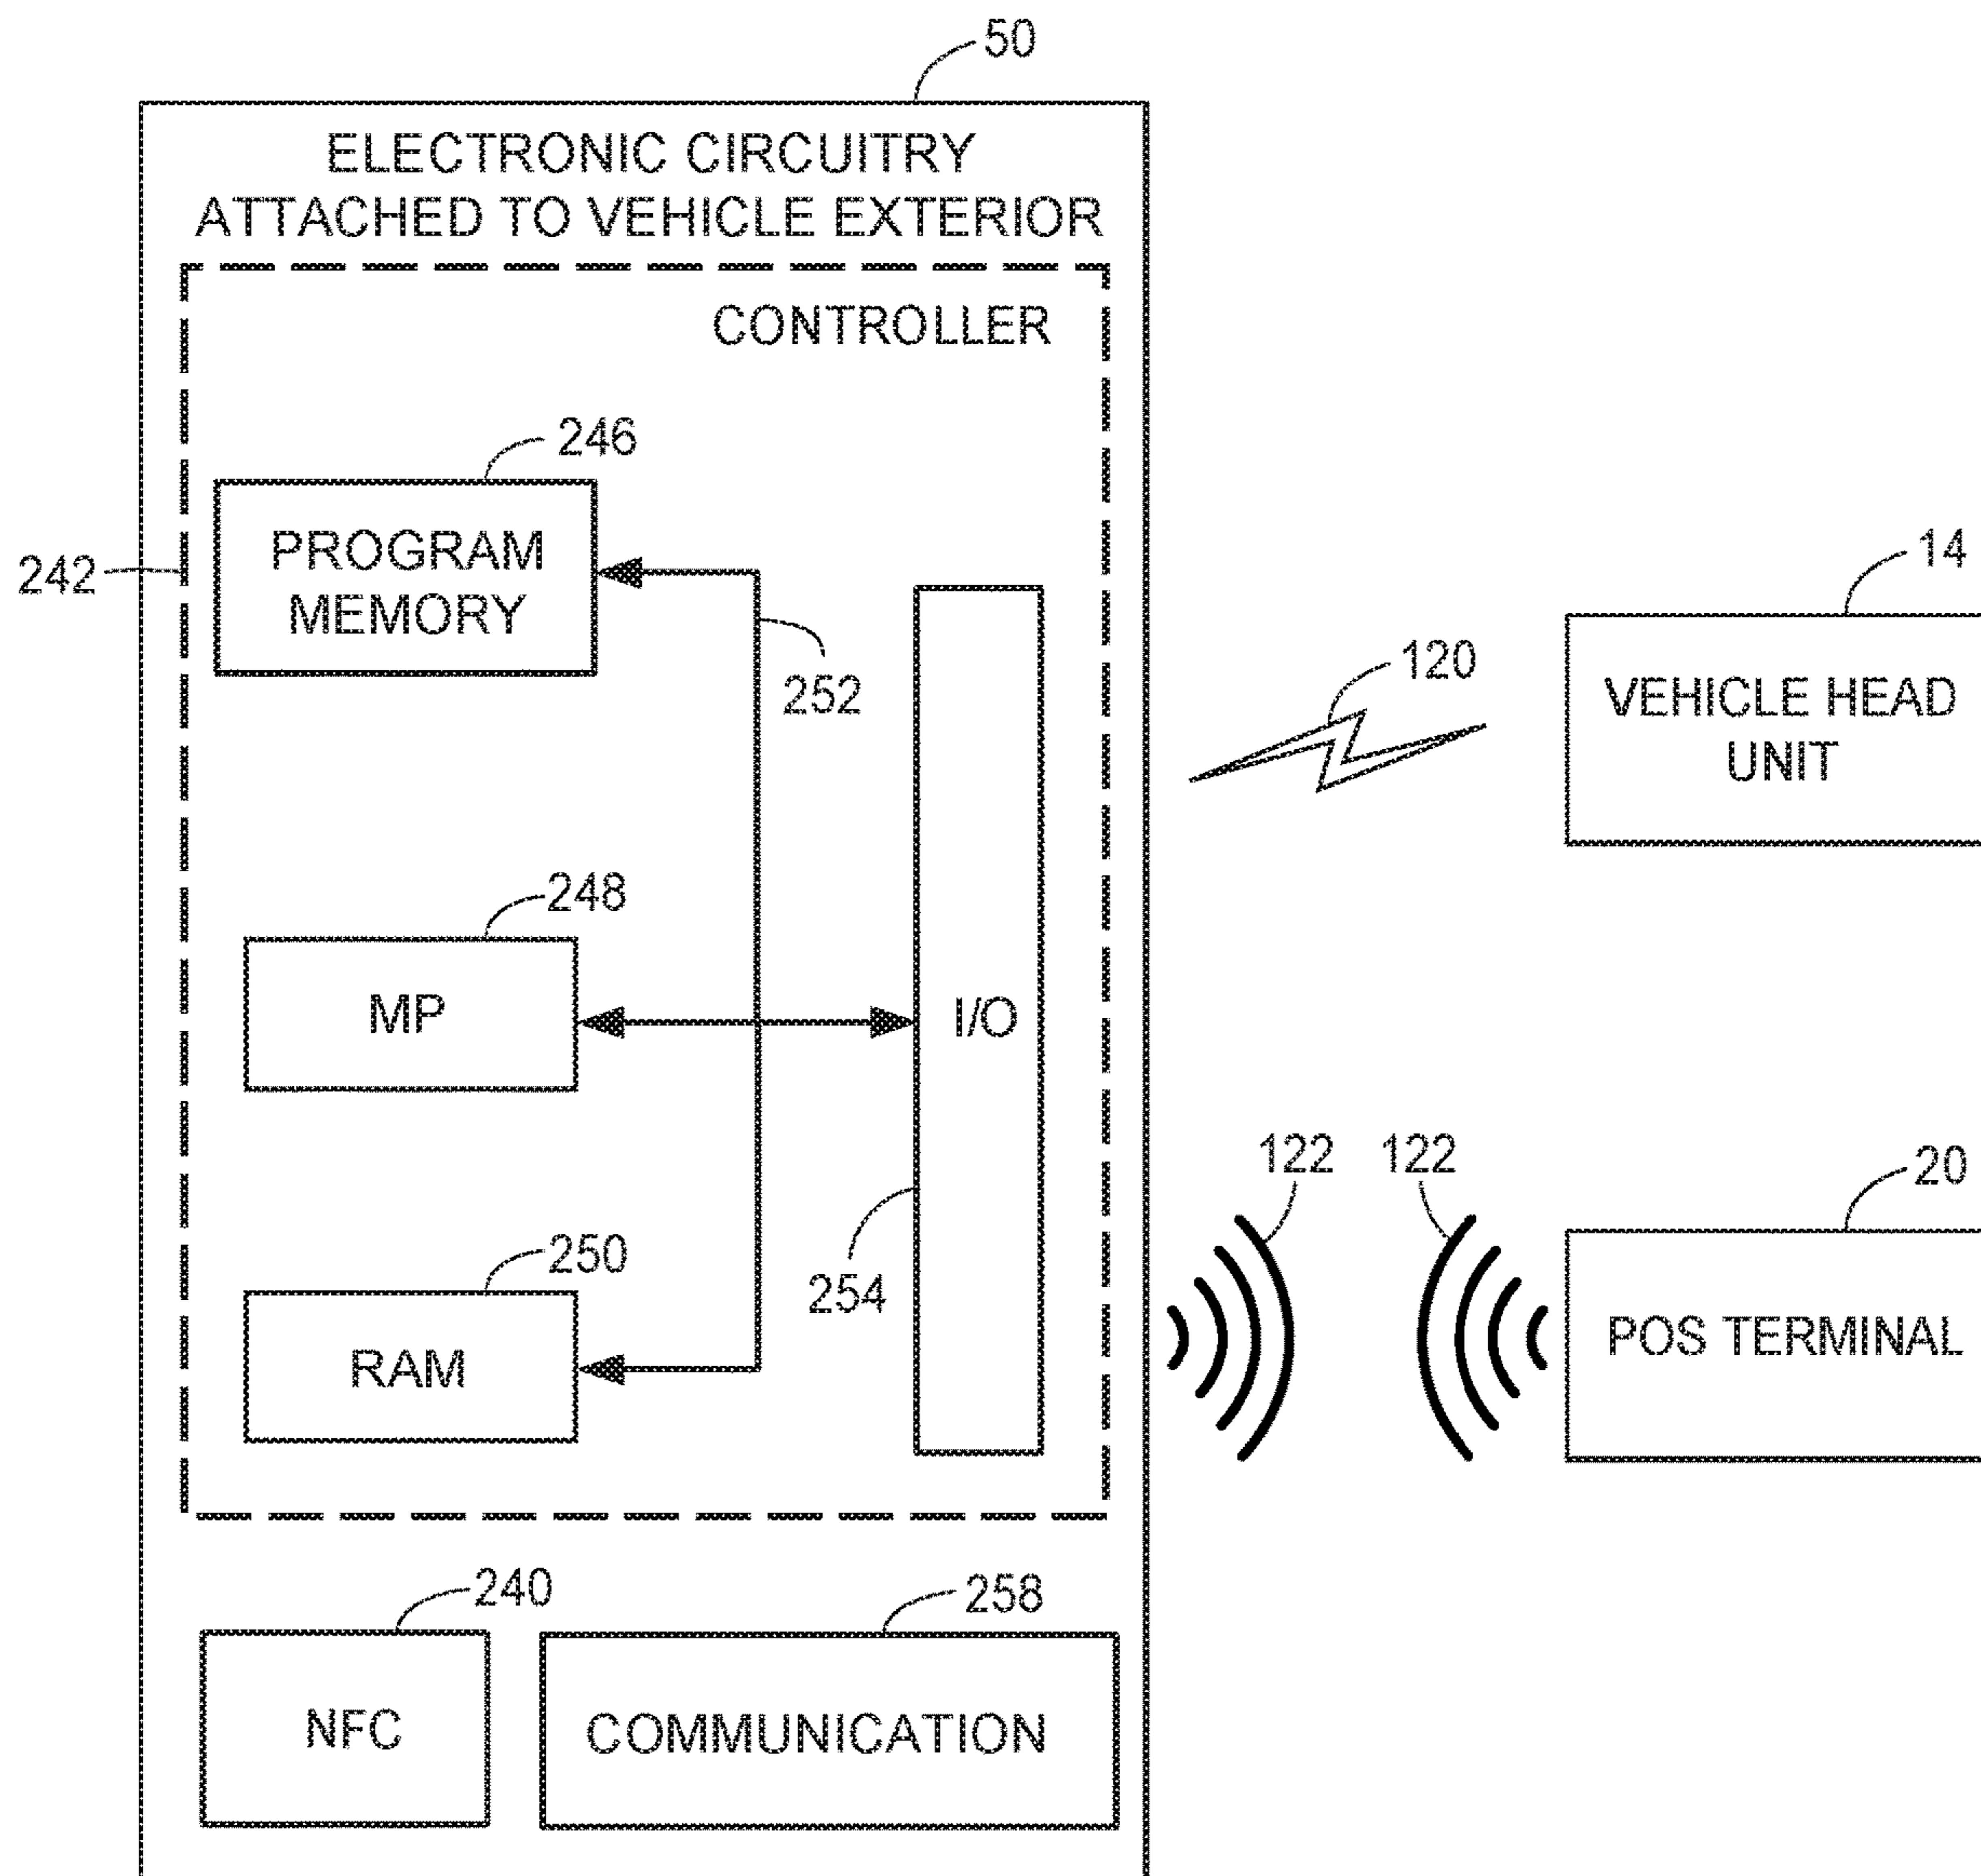 50
ELECTRONIC CIRCUITRY
ATTACHED TO VEHICLE EXTERIOR
CONTROLLER
246
PROGRAM
MEMORY
242
252
14
120
VEHICLE HEAD
UNIT
248
MP
I/O
122
122
20
250
254
RAM
POS TERMINAL
240
258
NFC
COMMUNICATION